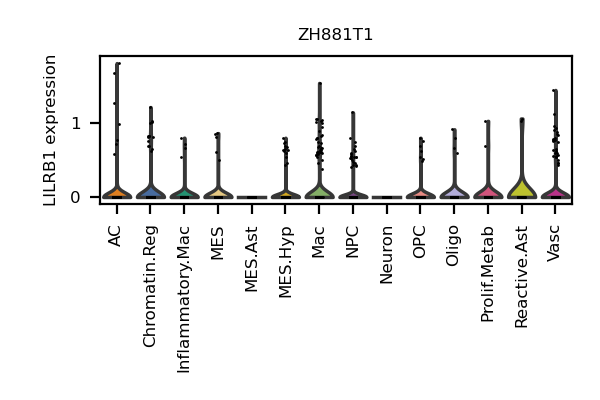 ZH881T1
LILRB1 expression
1
0
AC
Chromatin.Reg
Inflammatory.Mac
MES
MES.Ast
MES.Hyp
Mac
NPC
Neuron
OPC
Oligo
Prolif.Metab
Reactive.Ast
Vasc